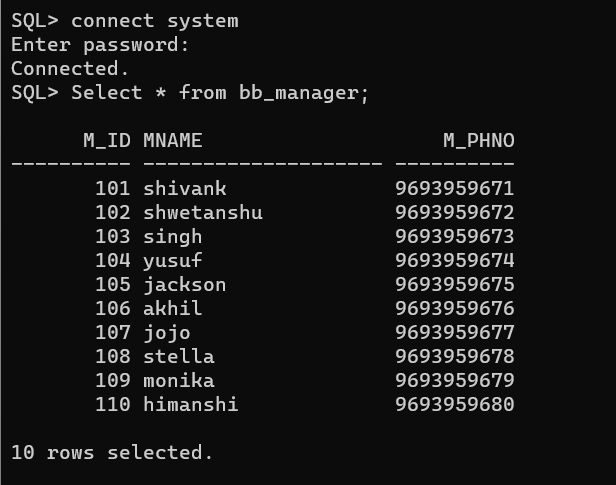 SQL> connect system
Enter password:
Connected.
SQL> Select * from bb_manager;
      M_ID MNAME                    M_PHNO
---------- -------------------- ----------
       101 shivank              9693959671
       102 shwetanshu           9693959672
       103 singh                9693959673
       104 yusuf                9693959674
       105 jackson              9693959675
       106 akhil                9693959676
       107 jojo                 9693959677
       108 stella               9693959678
       109 monika               9693959679
       110 himanshi             9693959680
10 rows selected.